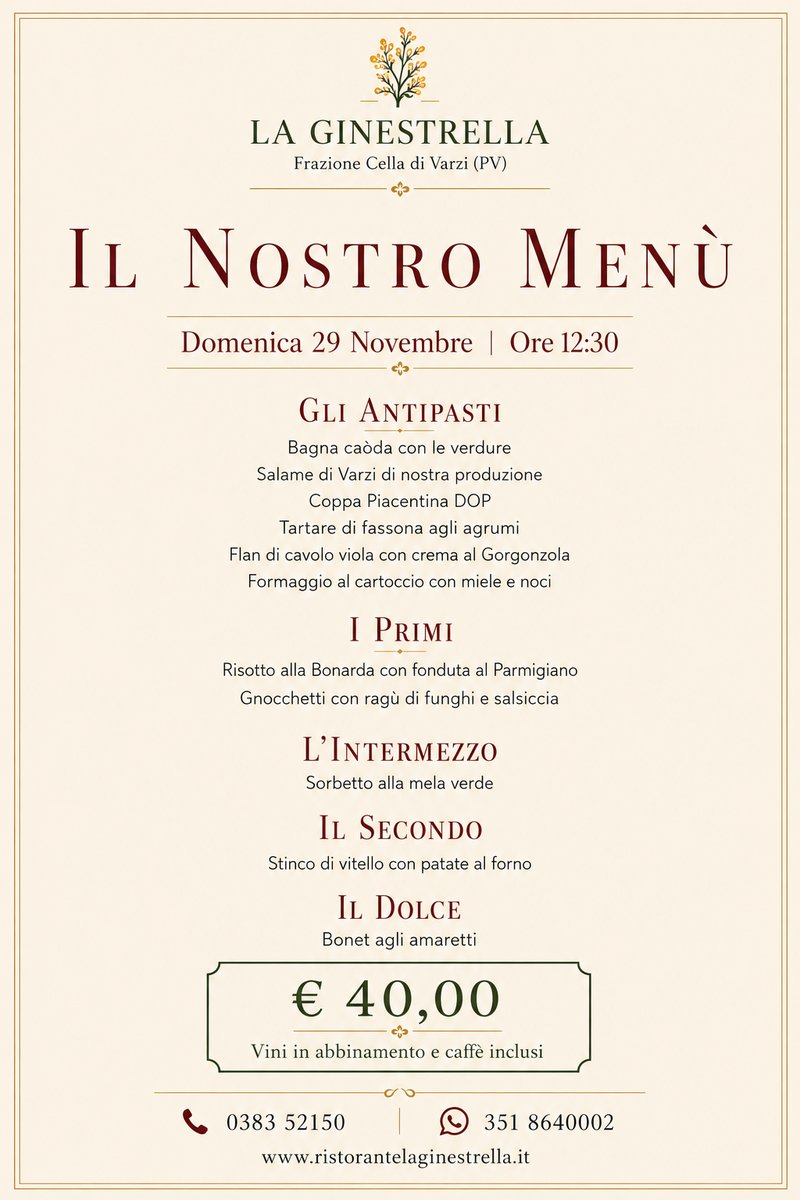 LA GINESTRELLA
Frazione Cella di Varzi (PV)
IL NOSTRO MENÙ
Domenica 29 Novembre | Ore 12:30
GLI ANTIPASTI
Bagna caòda con le verdure
Salame di Varzi di nostra produzione
Coppa Piacentina DOP
Tartare di fassona agli agrumi
Flan di cavolo viola con crema al Gorgonzola
Formaggio al cartoccio con miele e noci
I PRIMI
Risotto alla Bonarda con fonduta al Parmigiano
Gnocchetti con ragù di funghi e salsiccia
L'INTERMEZZO
Sorbetto alla mela verde
IL SECONDO
Stinco di vitello con patate al forno
IL DOLCE
Bonet agli amaretti
€ 40,00
Vini in abbinamento e caffè inclusi
0383 52150 | 351 8640002
www.ristorantelaginestrella.it